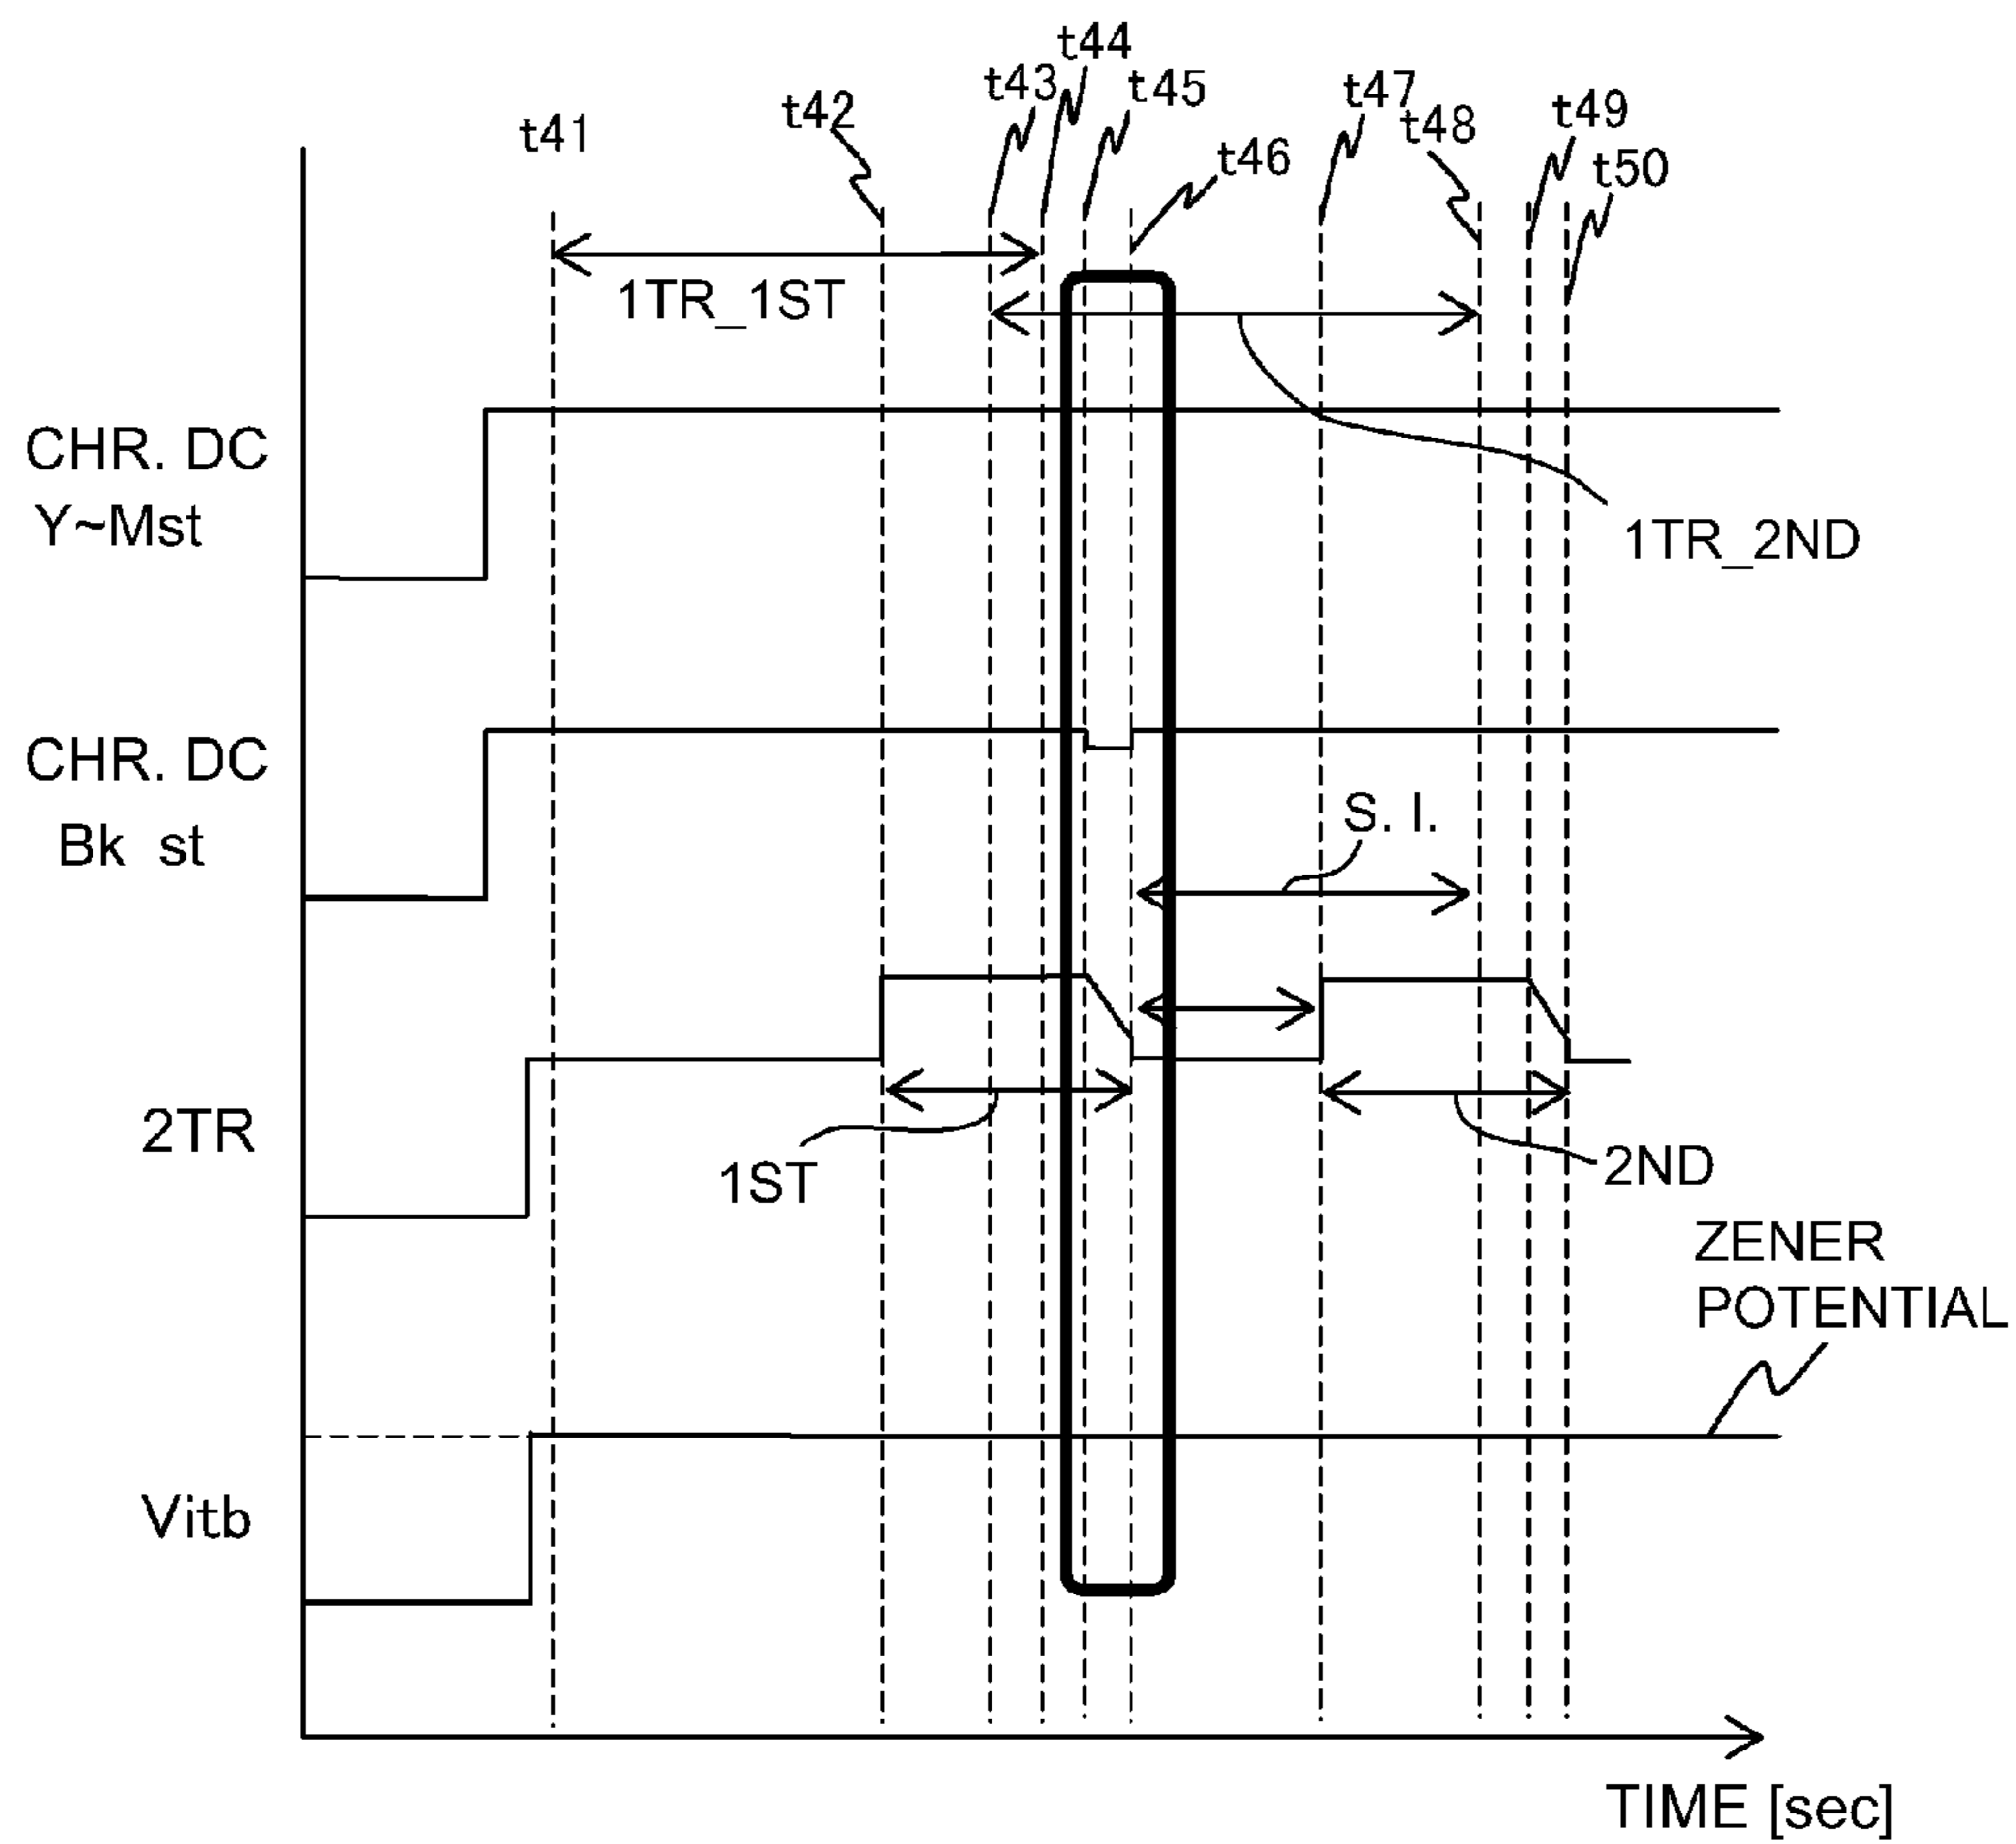 t44
t43
t45
t47
t42
t48
t49
t41
t46
t50
1TR_1ST
CHR. DC
Y~Mst
1TR_2ND
CHR. DC
Bk st
S. I.
2TR
1ST
2ND
ZENER
POTENTIAL
Vitb
TIME [sec]